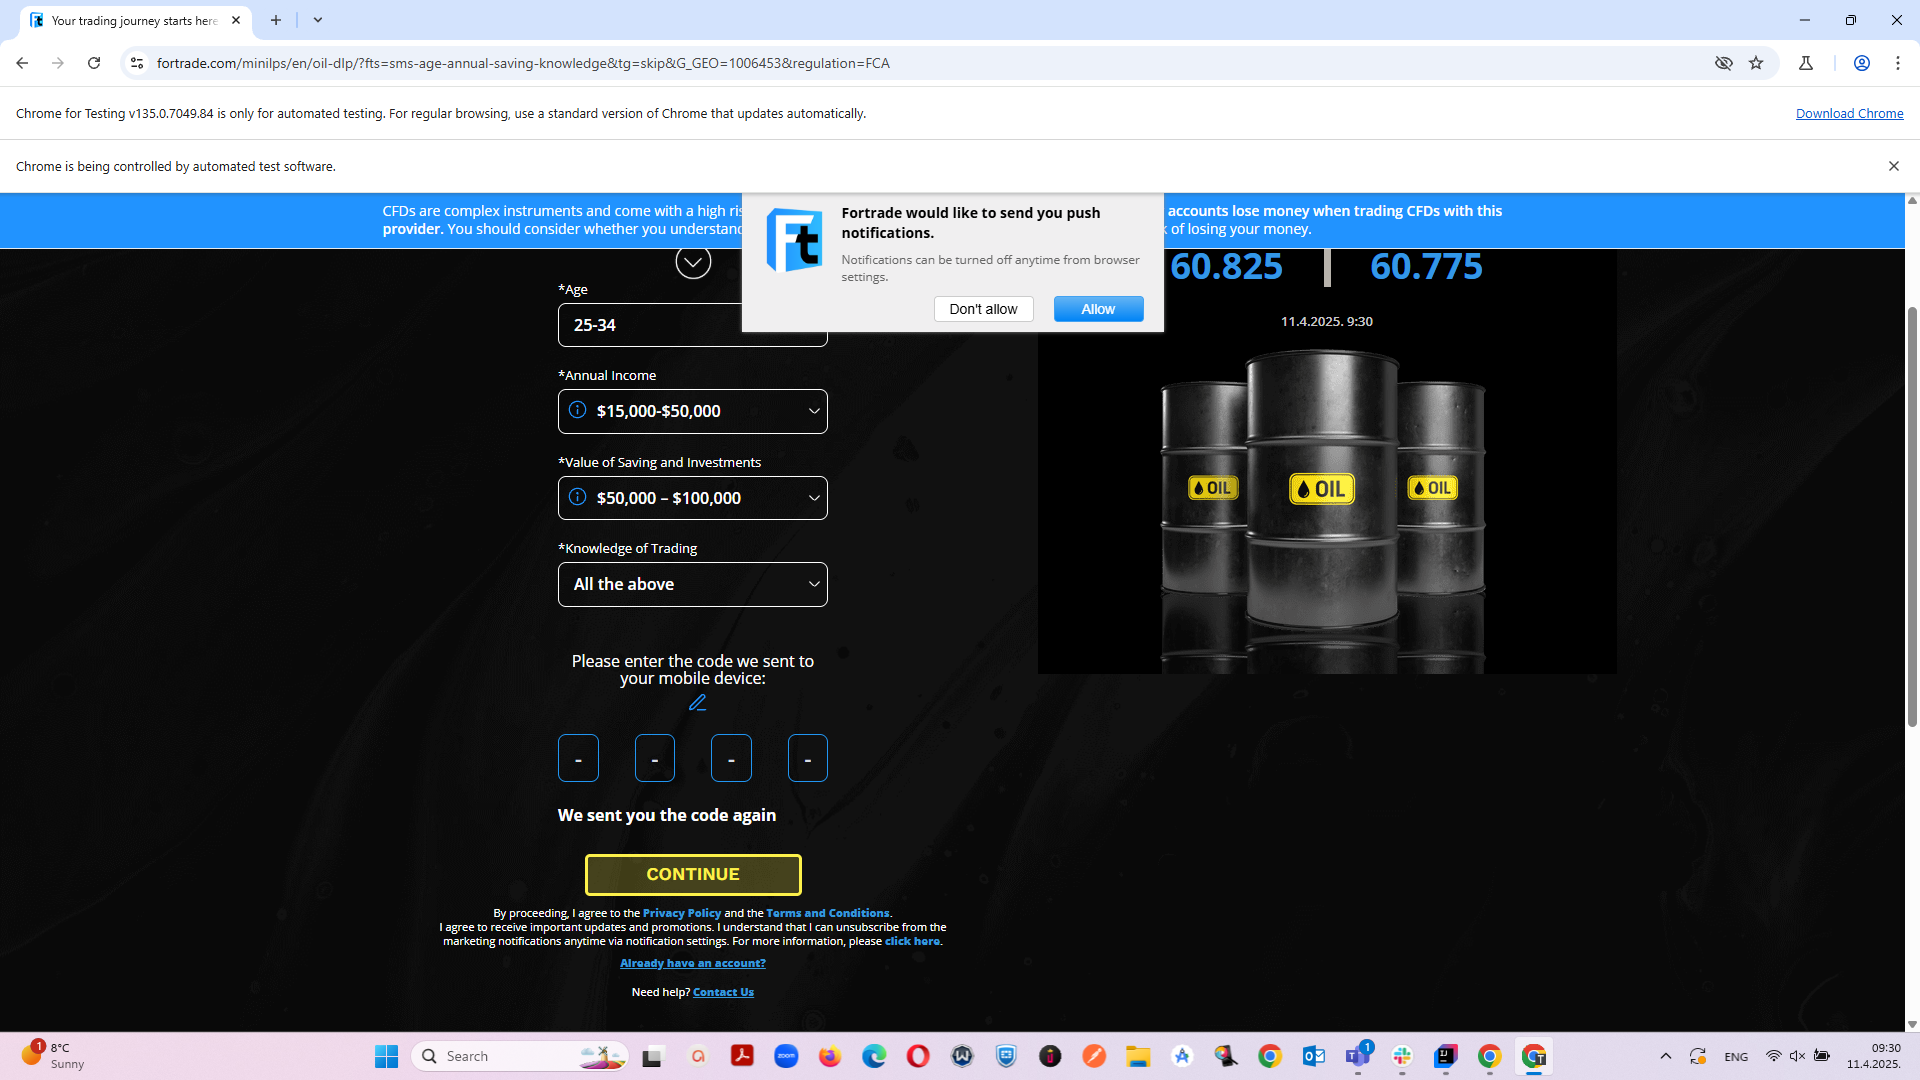 Your trading journey starts here
fortrade.com/minilps/en/oil-dlp/?fts=sms-age-annual-saving-knowledge&tg=skip&G_GEO=1006453&regulation=FCA
Chrome for Testing v135.0.7049.84 is only for automated testing. For regular browsing, use a standard version of Chrome that updates automatically.
Download Chrome
Chrome is being controlled by automated test software.
CFDs are complex instruments and come with a high ris
accounts lose money when trading CFDs with this
provider. You should consider whether you understand
k of losing your money.
Ft
Fortrade would like to send you push
notifications.
Notifications can be turned off anytime from browser
settings.
Don't allow
Allow
60.825
60.775
11.4.2025. 9:30
OIL
OIL
OIL
*Age
25-34
*Annual Income
$15,000-$50,000
*Value of Saving and Investments
$50,000 – $100,000
*Knowledge of Trading
All the above
Please enter the code we sent to
your mobile device:
- - - -
We sent you the code again
CONTINUE
By proceeding, I agree to the Privacy Policy and the Terms and Conditions.
I agree to receive important updates and promotions. I understand that I can unsubscribe from the
marketing notifications anytime via notification settings. For more information, please click here.
Already have an account?
Need help? Contact Us
1
8°C
Sunny
Search
zoom
1
ENG
09:30
11.4.2025.